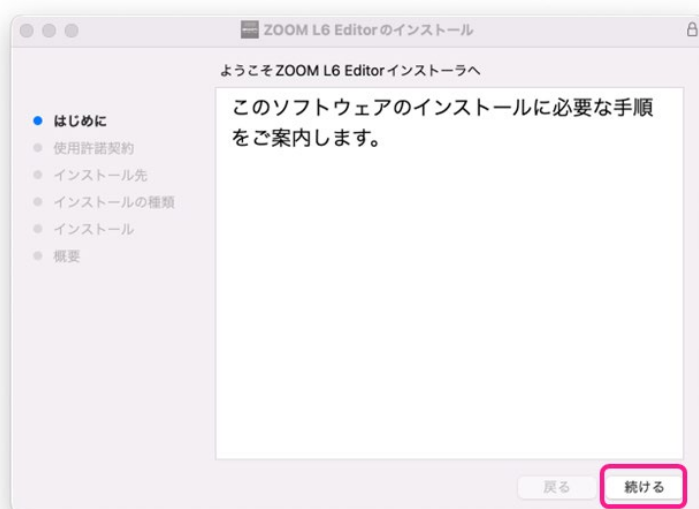 ZOOM L6 Editorのインストール
ようこそZOOM L6 Editorインストーラへ
はじめに
使用許諾契約
インストール先
インストールの種類
インストール
概要
このソフトウェアのインストールに必要な手順
をご案内します。
戻る
続ける